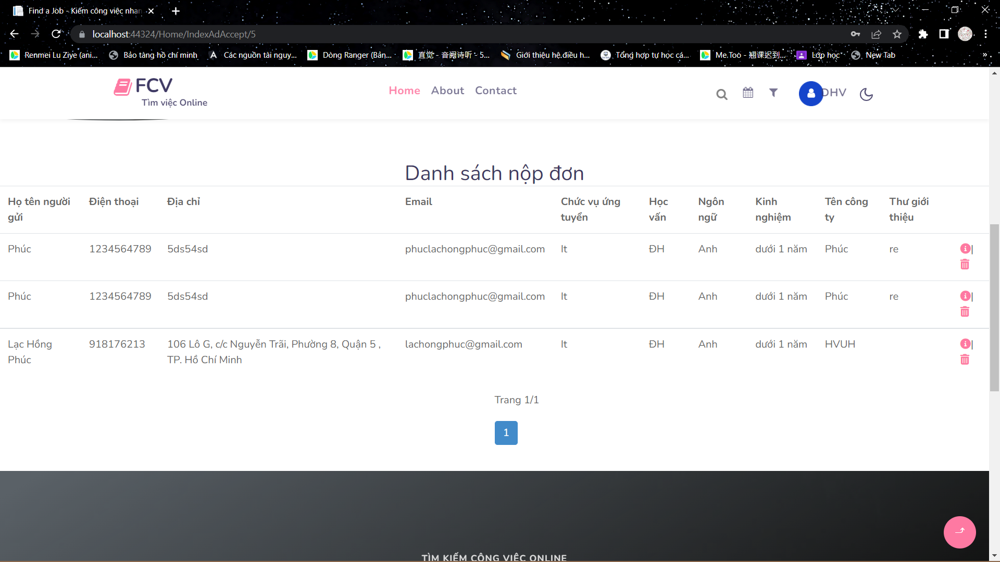 Find a Job - Kiếm công việc nhan
localhost:44324/Home/IndexAdAccept/5
Renmei Lu Ziye (ani...
Bảo tàng hồ chí minh
Các nguồn tài nguy...
Dòng Ranger (Bản...
直觉 - 音阙诗听 - 5...
Giới thiệu hệ điều h...
Tổng hợp tự học cá...
Me.Too - 翘课迟到...
Lớp học
New Tab
»
FCV
Tìm việc Online
Home About Contact
DHV
Danh sách nộp đơn
Họ tên người gửi Điện thoại Địa chỉ Email Chức vụ ứng tuyển Học vấn Ngôn ngữ Kinh nghiệm Tên công ty Thư giới thiệu
Phúc 1234564789 5ds54sd phuclachongphuc@gmail.com It ĐH Anh dưới 1 năm Phúc re |
Phúc 1234564789 5ds54sd phuclachongphuc@gmail.com It ĐH Anh dưới 1 năm Phúc re |
Lạc Hồng Phúc 918176213 106 Lô G, c/c Nguyễn Trãi, Phường 8, Quận 5 , TP. Hồ Chí Minh lachongphuc@gmail.com It ĐH Anh dưới 1 năm HVUH |
Trang 1/1
1
TÌM KIẾM CÔNG VIỆC ONLINE